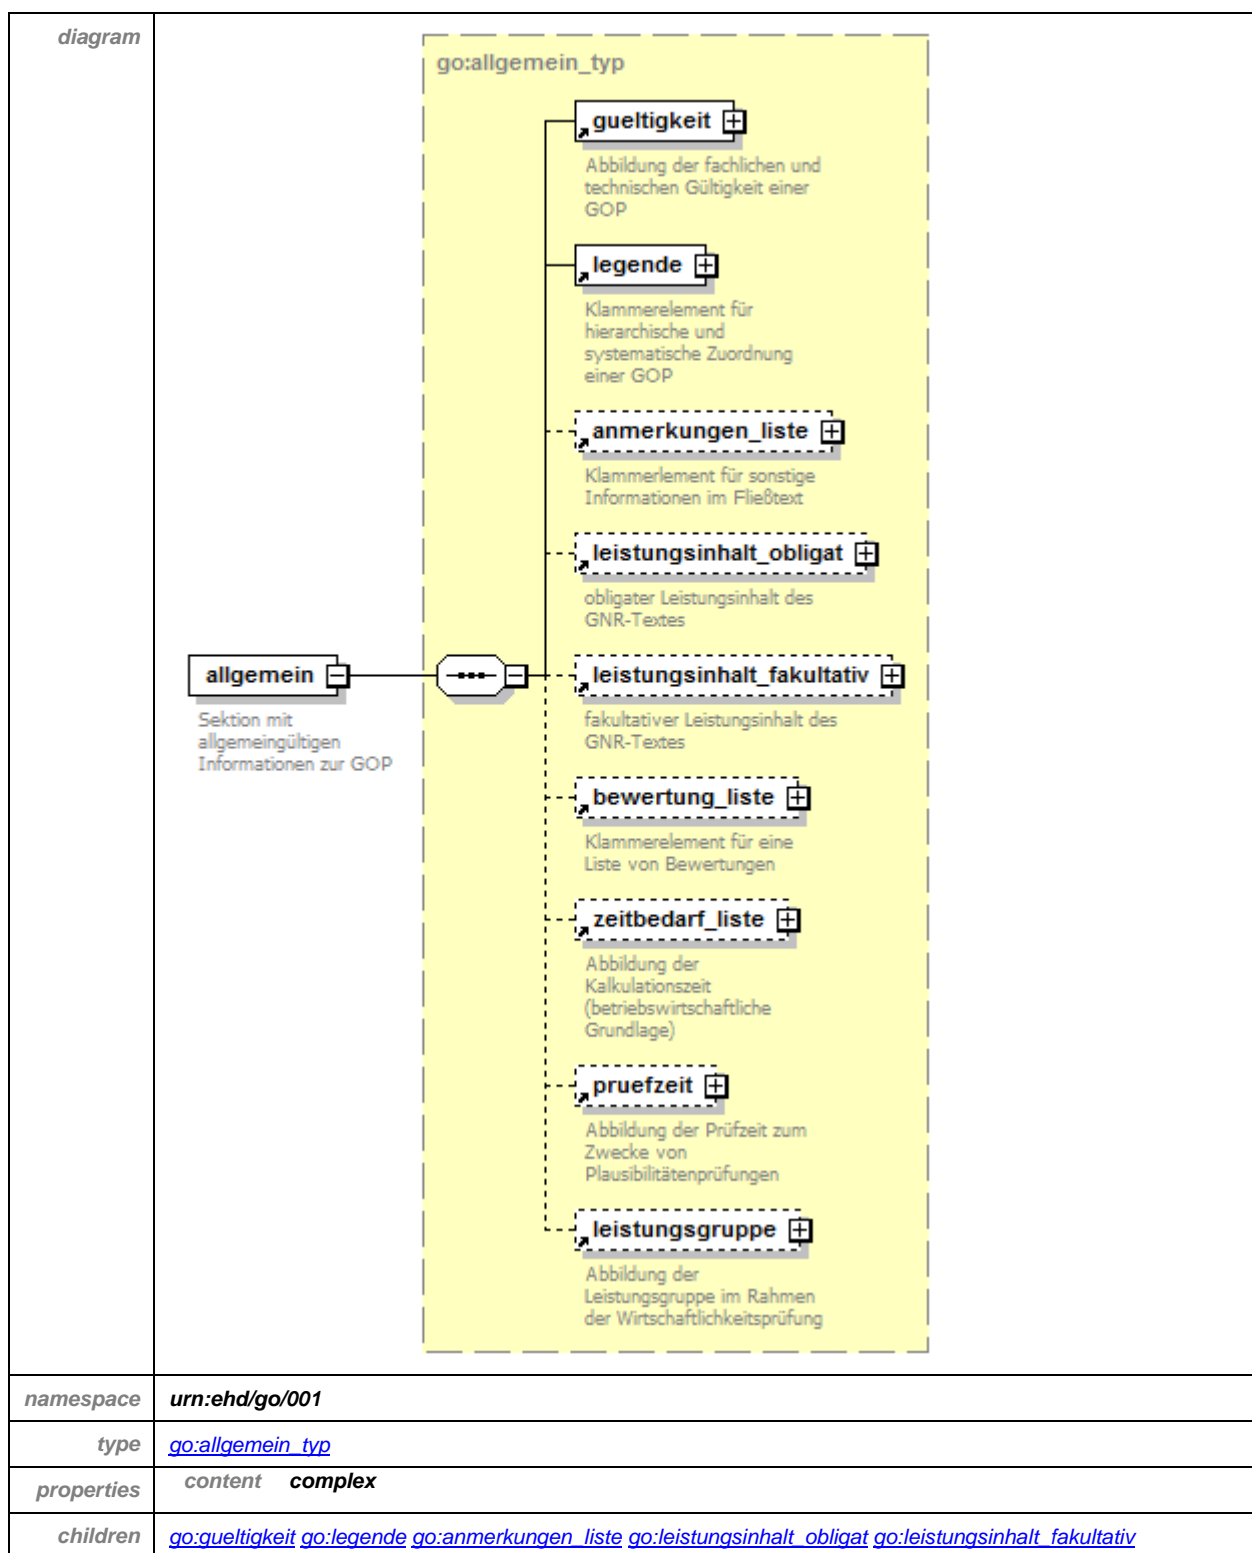 diagram
go:allgemein_typ
gueltigkeit
Abbildung der fachlichen und
technischen Gültigkeit einer
GOP
legende
Klammerelement für
hierarchische und
systematische Zuordnung
einer GOP
anmerkungen_liste
Klammerlement für sonstige
Informationen im Fließtext
leistungsinhalt_obligat
obligater Leistungsinhalt des
GNR-Textes
allgemein
Sektion mit
allgemeingültigen
Informationen zur GOP
leistungsinhalt_fakultativ
fakultativer Leistungsinhalt des
GNR-Textes
bewertung_liste
Klammerelement für eine
Liste von Bewertungen
zeitbedarf_liste
Abbildung der
Kalkulationszeit
(betriebswirtschaftliche
Grundlage)
pruefzeit
Abbildung der Prüfzeit zum
Zwecke von
Plausibilitätenprüfungen
leistungsgruppe
Abbildung der
Leistungsgruppe im Rahmen
der Wirtschaftlichkeitsprüfung
namespace urn:ehd/go/001
type go:allgemein_typ
properties content complex
children go:gueltigkeit go:legende go:anmerkungen_liste go:leistungsinhalt_obligat go:leistungsinhalt_fakultativ